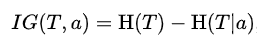 IG(T, a) = H(T) − H(T|a)